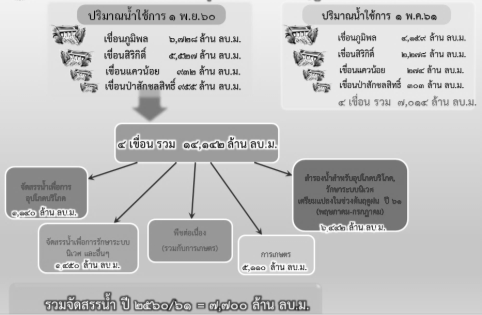 ปริมาณน้ำใช้การ ๑ พ.ย.๖๐
เขื่อนภูมิพล ๖,๗๒๘ ล้าน ลบ.ม.
เขื่อนสิริกิติ์ ๕,๕๒๗ ล้าน ลบ.ม.
เขื่อนแควน้อย ๙๓๒ ล้าน ลบ.ม.
เขื่อนป่าสักชลสิทธิ์ ๙๕๕ ล้าน ลบ.ม.
ปริมาณน้ำใช้การ ๑ พ.ค.๖๑
เขื่อนภูมิพล ๔,๑๕๙ ล้าน ลบ.ม.
เขื่อนสิริกิติ์ ๒,๒๗๘ ล้าน ลบ.ม.
เขื่อนแควน้อย ๒๗๔ ล้าน ลบ.ม.
เขื่อนป่าสักชลสิทธิ์ ๓๐๓ ล้าน ลบ.ม.
๔ เขื่อน รวม ๗,๐๑๔ ล้าน ลบ.ม.
๔ เขื่อน รวม ๑๔,๑๔๒ ล้าน ลบ.ม.
จัดสรรน้ำเพื่อการ
อุปโภคบริโภค
๑,๑๔๐ ล้าน ลบ.ม.
จัดสรรน้ำเพื่อการรักษาระบบ
นิเวศ และอื่นๆ
๑,๔๕๐ ล้าน ลบ.ม.
พืชต่อเนื่อง
(รวมกับการเกษตร)
การเกษตร
๕,๑๑๐ ล้าน ลบ.ม.
สำรองน้ำสำหรับอุปโภคบริโภค,
รักษาระบบนิเวศ
เตรียมแปลงในช่วงต้นฤดูฝน ปี ๖๑
(พฤษภาคม-กรกฎาคม)
๖,๔๔๒ ล้าน ลบ.ม.
รวมจัดสรรน้ำ ปี ๒๕๖๐/๖๑ = ๗,๗๐๐ ล้าน ลบ.ม.